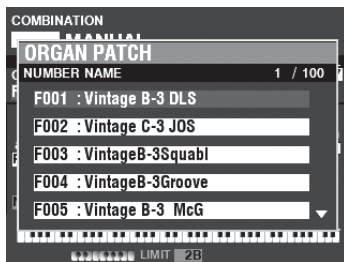 COMBINATION
ORGAN PATCH
NUMBER NAME 1 / 100
F001 : Vintage B-3 DLS
F002 : Vintage C-3 JOS
F003 : VintageB-3Squabl
F004 : VintageB-3Groove
F005 : Vintage B-3 McG
LIMIT 2B